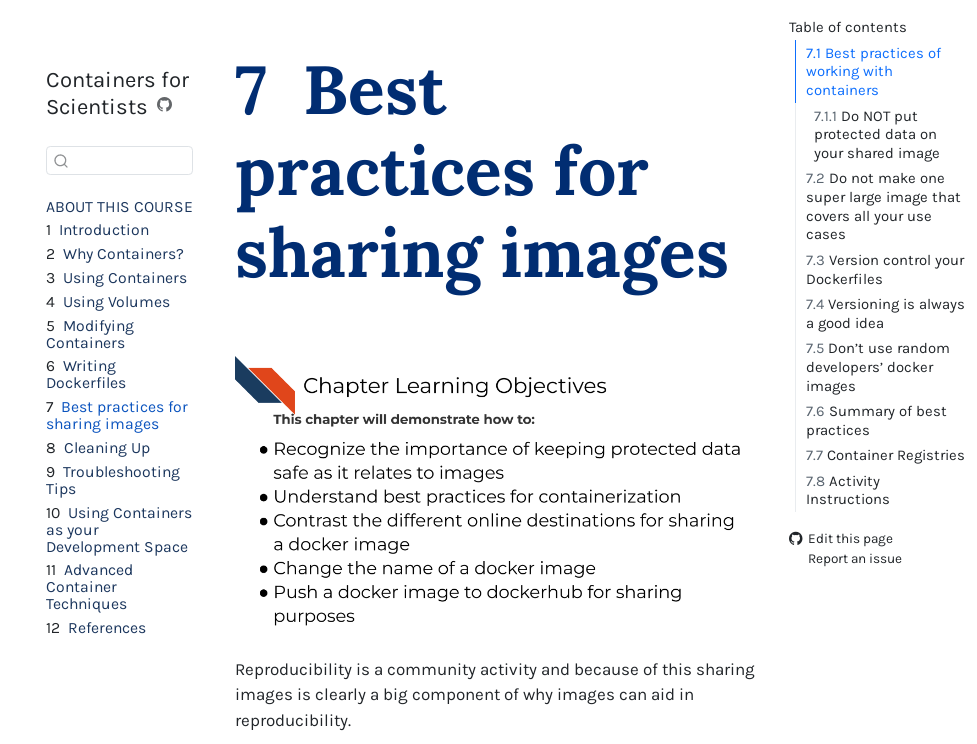 Containers for
Scientists
ABOUT THIS COURSE
1 Introduction
2 Why Containers?
3 Using Containers
4 Using Volumes
5 Modifying
Containers
6 Writing
Dockerfiles
7 Best practices for
sharing images
8 Cleaning Up
9 Troubleshooting
Tips
10 Using Containers
as your
Development Space
11 Advanced
Container
Techniques
12 References
7 Best
practices for
sharing images
Chapter Learning Objectives
This chapter will demonstrate how to:
● Recognize the importance of keeping protected data
safe as it relates to images
● Understand best practices for containerization
● Contrast the different online destinations for sharing
a docker image
● Change the name of a docker image
● Push a docker image to dockerhub for sharing
purposes
Reproducibility is a community activity and because of this sharing
images is clearly a big component of why images can aid in
reproducibility.
Table of contents
7.1 Best practices of
working with
containers
7.1.1 Do NOT put
protected data on
your shared image
7.2 Do not make one
super large image that
covers all your use
cases
7.3 Version control your
Dockerfiles
7.4 Versioning is always
a good idea
7.5 Don’t use random
developers’ docker
images
7.6 Summary of best
practices
7.7 Container Registries
7.8 Activity
Instructions
Edit this page
Report an issue